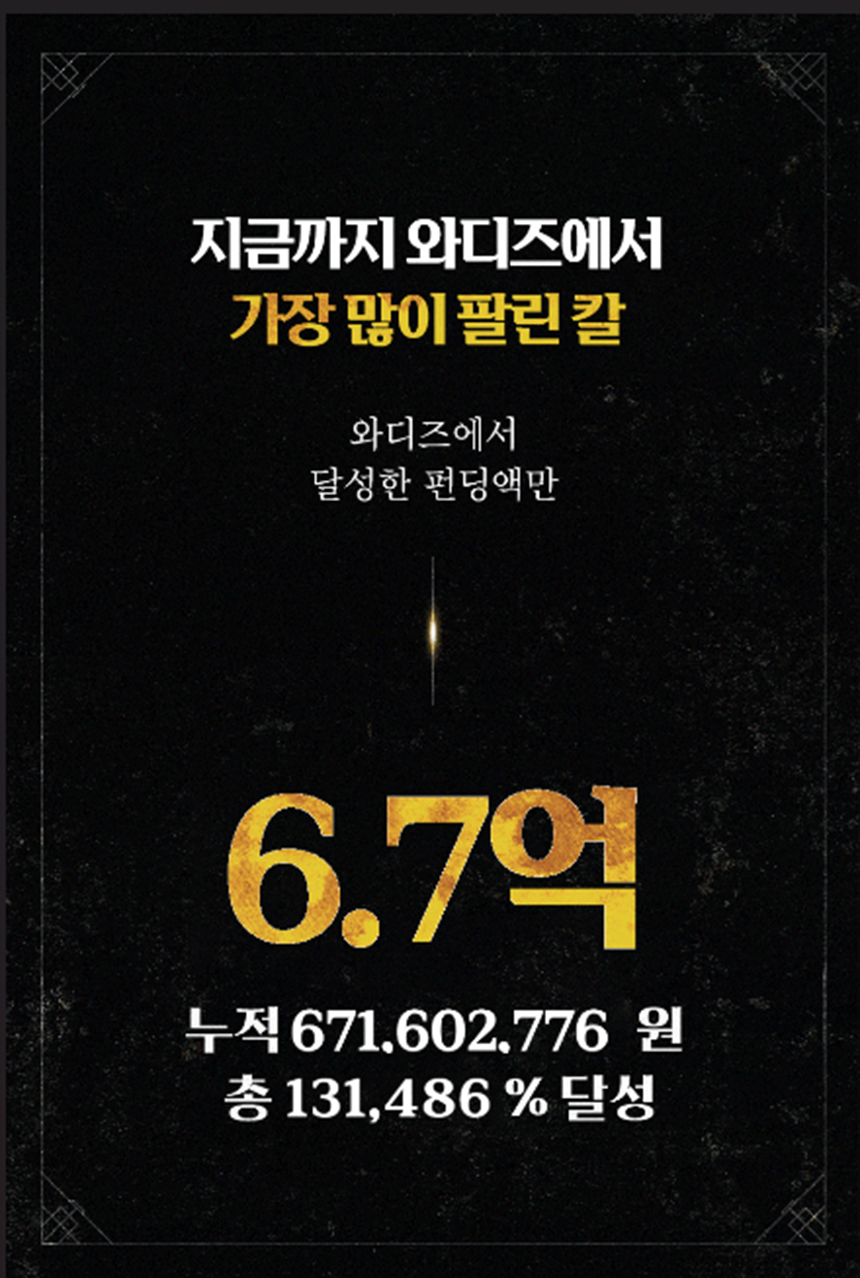 지금까지 와디즈에서
가장 많이 팔린 칼
와디즈에서
달성한 펀딩액만
6.7억
누적 671.602.776 원
총 131,486 % 달성